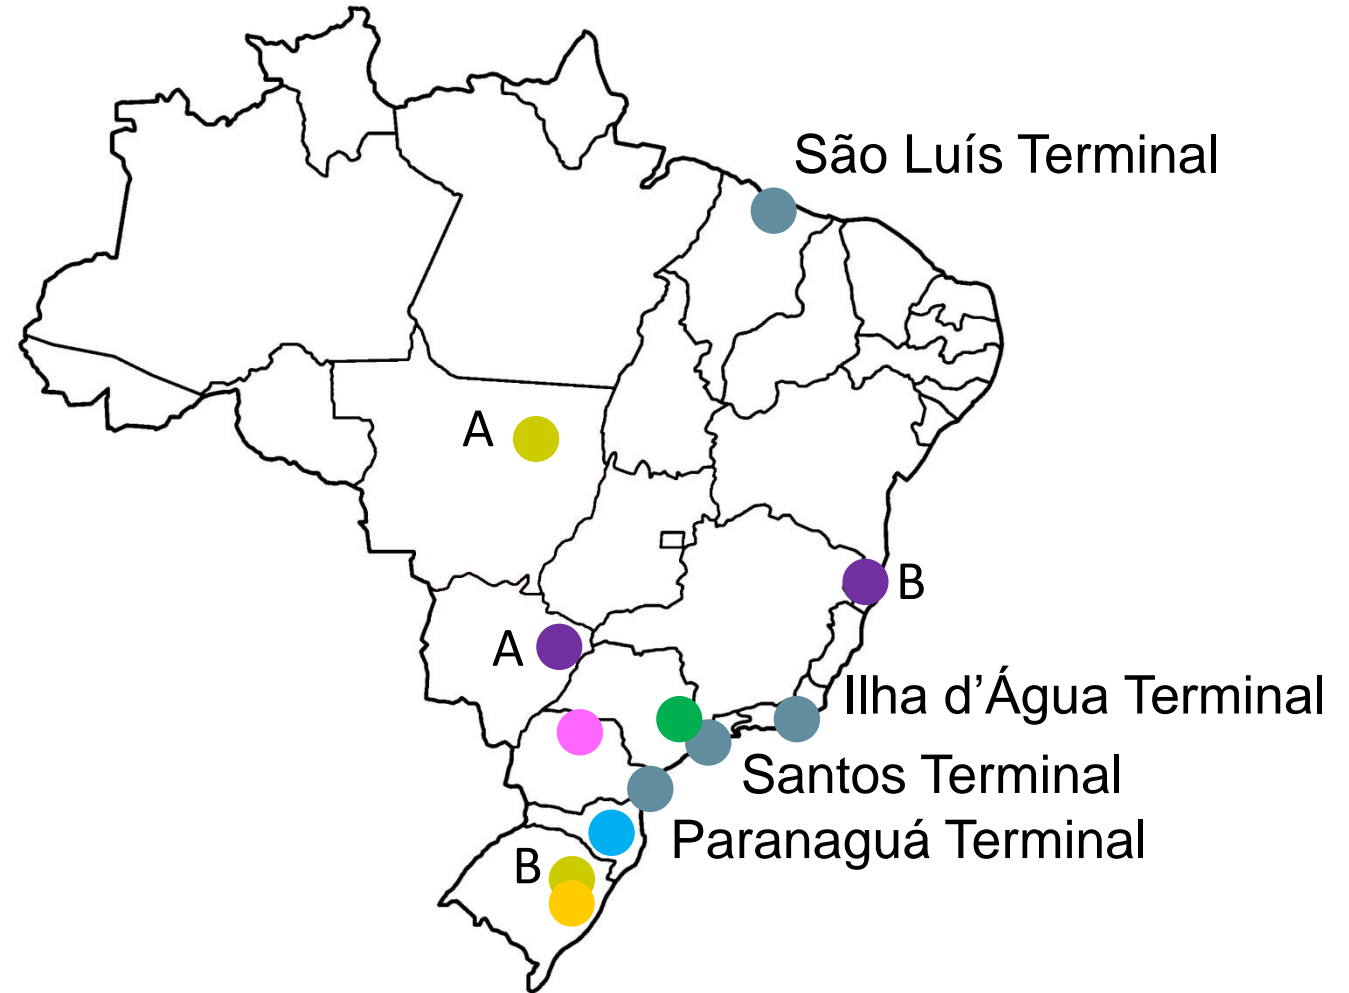 São Luís Terminal
A
B
A
Ilha d’Água Terminal
Santos Terminal
Paranaguá Terminal
B